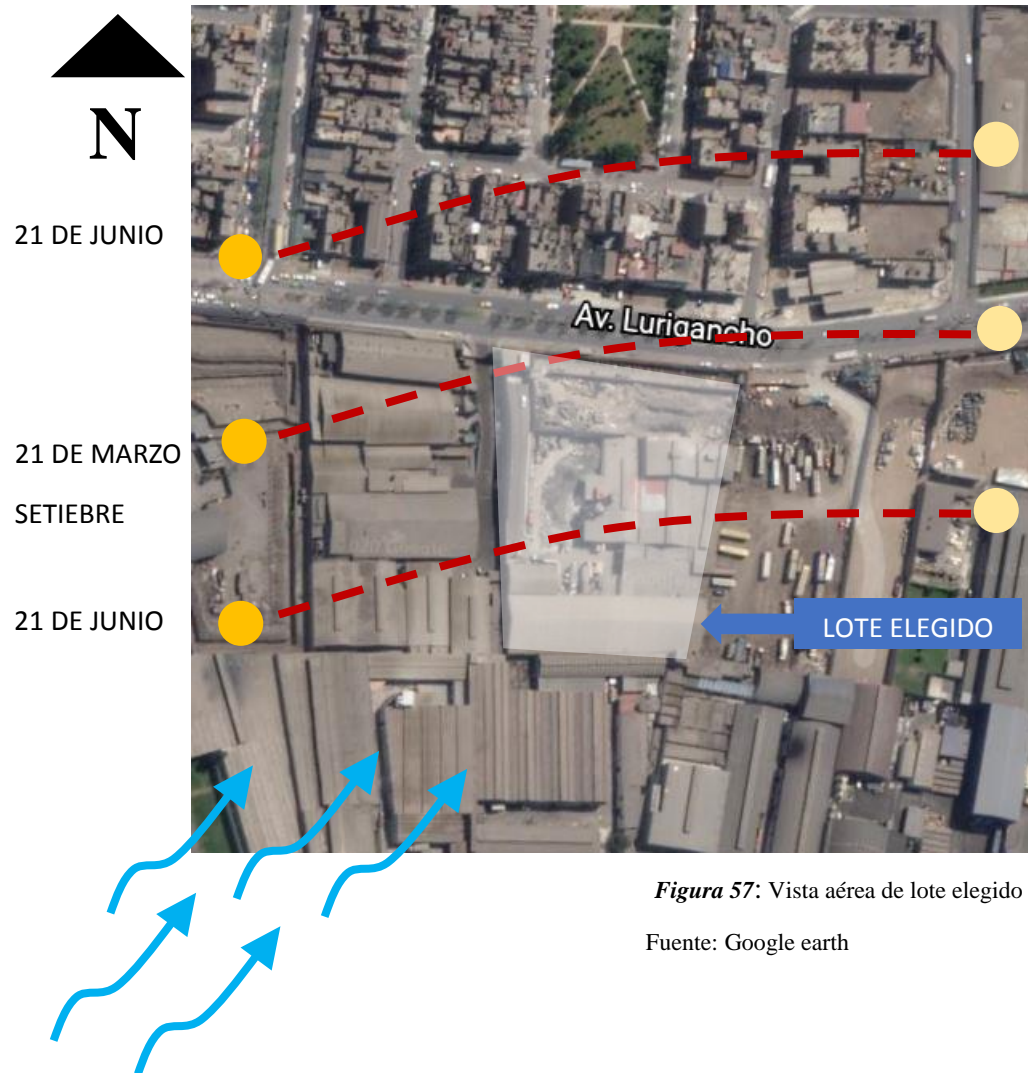 N
21 DE JUNIO
Av. Lurigancho
21 DE MARZO
SETIEBRE
21 DE JUNIO
LOTE ELEGIDO
Figura 57: Vista aérea de lote elegido
Fuente: Google earth